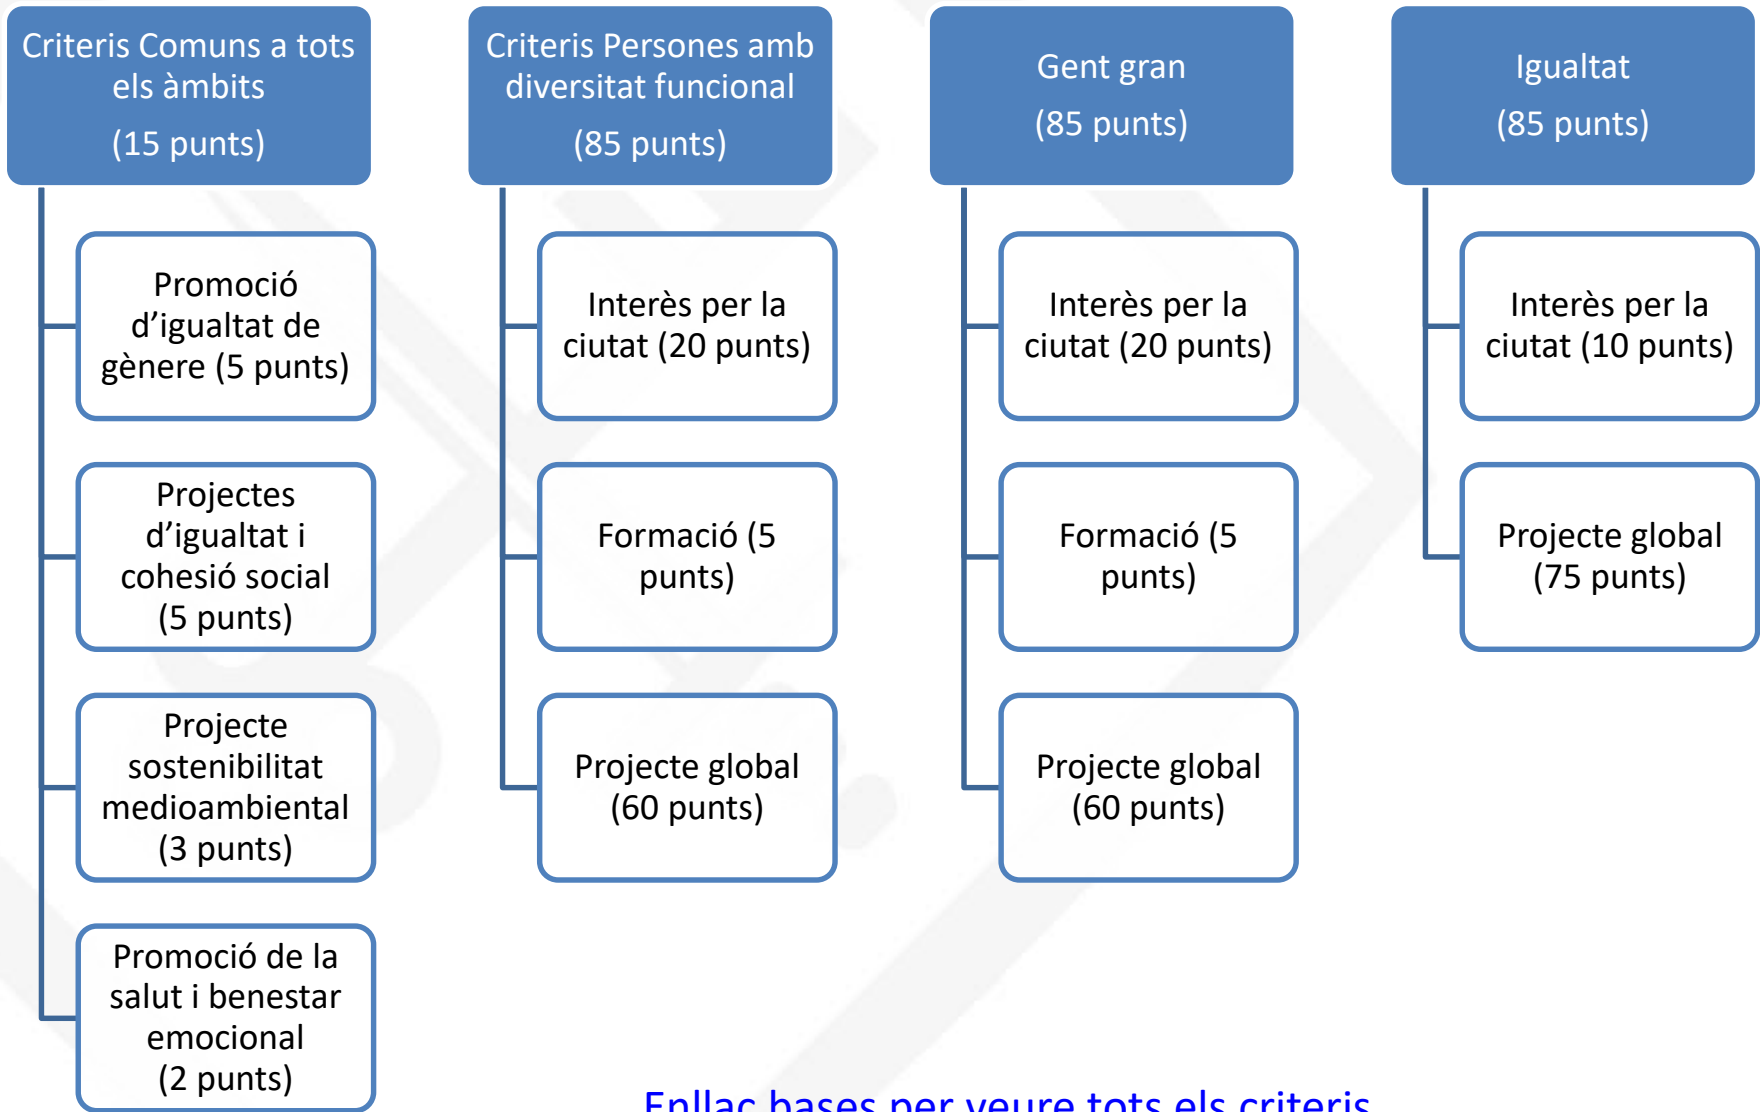 Criteris Comuns a tots
els àmbits
(15 punts)
Promoció
d’igualtat de
gènere (5 punts)
Projectes
d’igualtat i
cohesió social
(5 punts)
Projecte
sostenibilitat
medioambiental
(3 punts)
Promoció de la
salut i benestar
emocional
(2 punts)
Criteris Persones amb
diversitat funcional
(85 punts)
Interès per la
ciutat (20 punts)
Formació (5
punts)
Projecte global
(60 punts)
Gent gran
(85 punts)
Interès per la
ciutat (20 punts)
Formació (5
punts)
Projecte global
(60 punts)
Igualtat
(85 punts)
Interès per la
ciutat (10 punts)
Projecte global
(75 punts)
Enllaç bases per veure tots els criteris